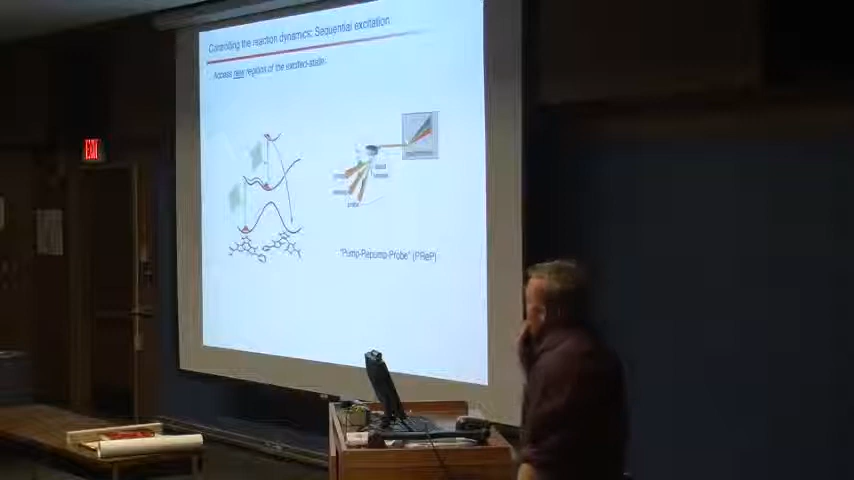 Controlling the reaction dynamics: Sequential excitation.
Access new regions of the excited-state.
"Pump-Repump-Probe" (PReP)
EXIT